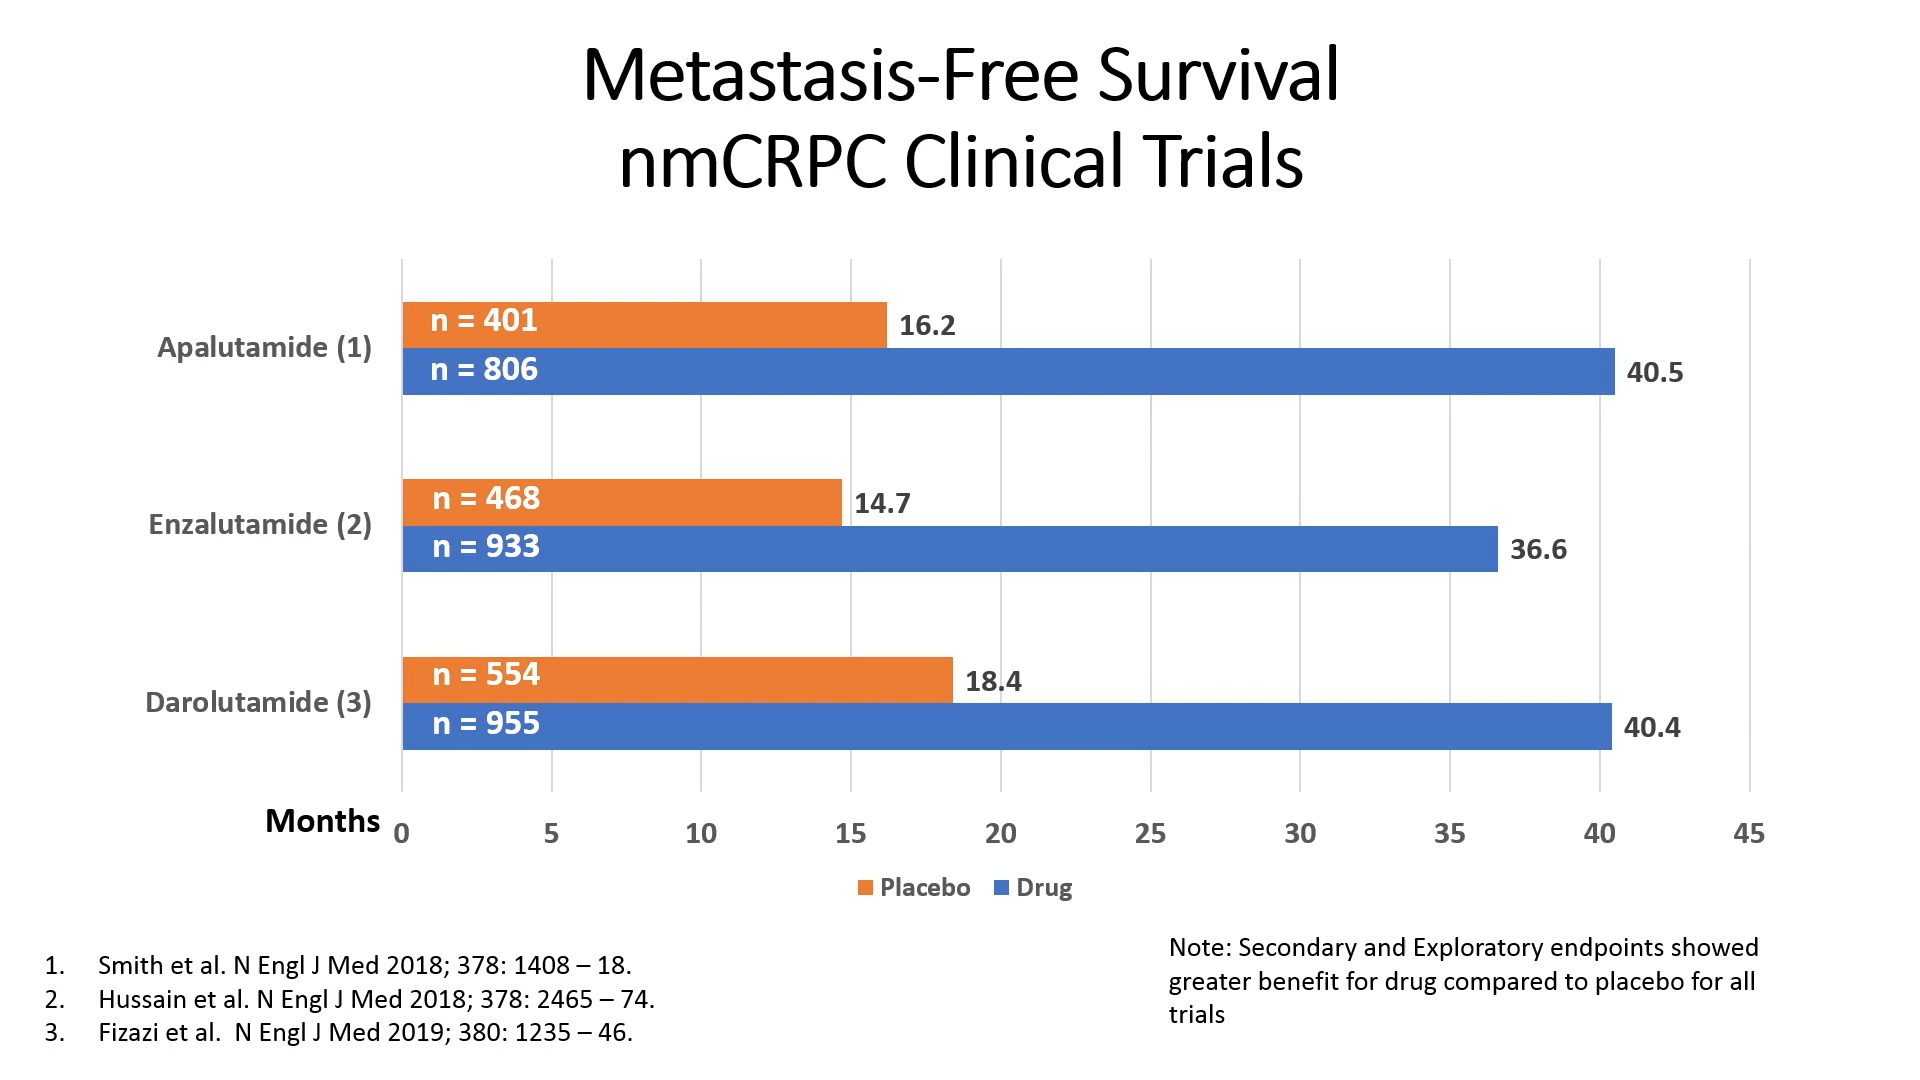 Metastasis-Free Survival
nmCRPC Clinical Trials
Apalutamide (1)
n = 401
16.2
n = 806
40.5
Enzalutamide (2)
n = 468
14.7
n = 933
36.6
Darolutamide (3)
n = 554
18.4
n = 955
40.4
Months
0 5 10 15 20 25 30 35 40 45
Placebo Drug
1. Smith et al. N Engl J Med 2018; 378: 1408 – 18.
2. Hussain et al. N Engl J Med 2018; 378: 2465 – 74.
3. Fizazi et al.  N Engl J Med 2019; 380: 1235 – 46.
Note: Secondary and Exploratory endpoints showed
greater benefit for drug compared to placebo for all
trials